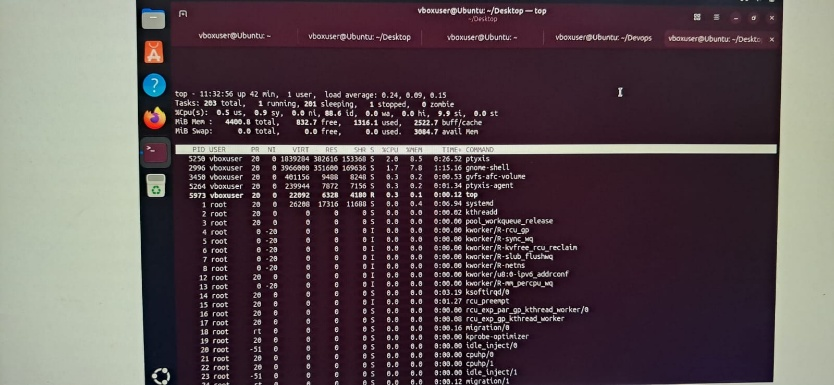 vboxuser@Ubuntu: ~/Desktop — top
~/Desktop
vboxuser@Ubuntu: ~
vboxuser@Ubuntu: ~/Desktop
vboxuser@Ubuntu: ~
vboxuser@Ubuntu: ~/Devops
vboxuser@Ubuntu: ~/Deskto
top - 11:32:56 up 42 min, 1 user, load average: 0.24, 0.09, 0.15
Tasks: 203 total, 1 running, 201 sleeping, 1 stopped, 0 zombie
%Cpu(s): 0.5 us, 0.9 sy, 0.0 ni, 88.6 id, 0.0 wa, 0.0 hi, 9.9 si, 0.0 st
MiB Mem : 4400.8 total, 832.7 free, 1316.1 used, 2522.7 buff/cache
MiB Swap: 0.0 total, 0.0 free, 0.0 used. 3084.7 avail Mem
PID USER PR NI VIRT RES SHR S %CPU %MEM TIME+ COMMAND
5250 vboxuser 20 0 1839284 382616 153368 S 2.0 8.5 0:26.52 ptyxis
2996 vboxuser 20 0 3966000 351600 169636 S 1.7 7.8 1:15.16 gnome-shell
3450 vboxuser 20 0 401156 9488 8248 S 0.3 0.2 0:00.53 gvfs-afc-volume
5264 vboxuser 20 0 239944 7872 7156 S 0.3 0.2 0:01.34 ptyxis-agent
5973 vboxuser 20 0 22092 6328 4180 R 0.3 0.1 0:00.12 top
1 root 20 0 26208 17316 11688 S 0.0 0.4 0:06.94 systemd
2 root 20 0 0 0 0 S 0.0 0.0 0:00.02 kthreadd
3 root 20 0 0 0 0 S 0.0 0.0 0:00.00 pool_workqueue_release
4 root 0 -20 0 0 0 I 0.0 0.0 0:00.00 kworker/R-rcu_gp
5 root 0 -20 0 0 0 I 0.0 0.0 0:00.00 kworker/R-sync_wq
6 root 0 -20 0 0 0 I 0.0 0.0 0:00.00 kworker/R-kvfree_rcu_reclaim
7 root 0 -20 0 0 0 I 0.0 0.0 0:00.00 kworker/R-slub_flushwq
8 root 0 -20 0 0 0 I 0.0 0.0 0:00.00 kworker/R-netns
12 root 20 0 0 0 0 I 0.0 0.0 0:00.00 kworker/u8:0-ipv6_addrconf
13 root 0 -20 0 0 0 I 0.0 0.0 0:00.00 kworker/R-mm_percpu_wq
14 root 20 0 0 0 0 S 0.0 0.0 0:03.19 ksoftirqd/0
15 root 20 0 0 0 0 I 0.0 0.0 0:01.27 rcu_preempt
16 root 20 0 0 0 0 S 0.0 0.0 0:00.00 rcu_exp_par_gp_kthread_worker/0
17 root 20 0 0 0 0 S 0.0 0.0 0:00.08 rcu_exp_gp_kthread_worker
18 root rt 0 0 0 0 S 0.0 0.0 0:00.16 migration/0
19 root 20 0 0 0 0 S 0.0 0.0 0:00.00 kprobe-optimizer
20 root -51 0 0 0 0 S 0.0 0.0 0:00.00 idle_inject/0
21 root 20 0 0 0 0 S 0.0 0.0 0:00.00 cpuhp/0
22 root 20 0 0 0 0 S 0.0 0.0 0:00.00 cpuhp/1
23 root -51 0 0 0 0 S 0.0 0.0 0:00.00 idle_inject/1
24 root rt 0 0 0 0 S 0.0 0.0 0:00.12 migration/1